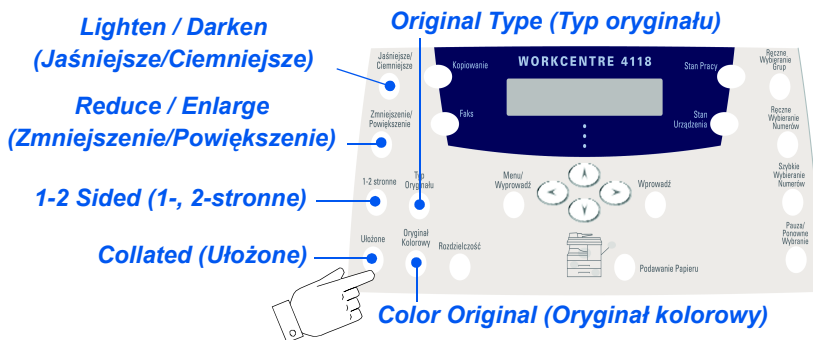 Lighten / Darken
(Jaśniejsze/Ciemniejsze)
Original Type (Typ oryginału)
Reduce / Enlarge
(Zmniejszenie/Powiększenie)
1-2 Sided (1-, 2-stronne)
Collated (Ułożone)
Color Original (Oryginał kolorowy)
Jaśniejsze/
Ciemniejsze
Kopiowanie
WORKCENTRE 4118
Stan Pracy
Ręczne
Wybieranie
Grup
Zmniejszenie/
Powiększenie
Faks
Stan
Urządzenia
Ręczne
Wybieranie
Numerów
1-2 stronne
Typ
Oryginału
Menu/
Wyprowadź
Wprowadź
Szybkie
Wybieranie
Numerów
Ułożone
Oryginał
Kolorowy
Rozdzielczość
Podawanie Papieru
Pauza/
Ponowne
Wybranie